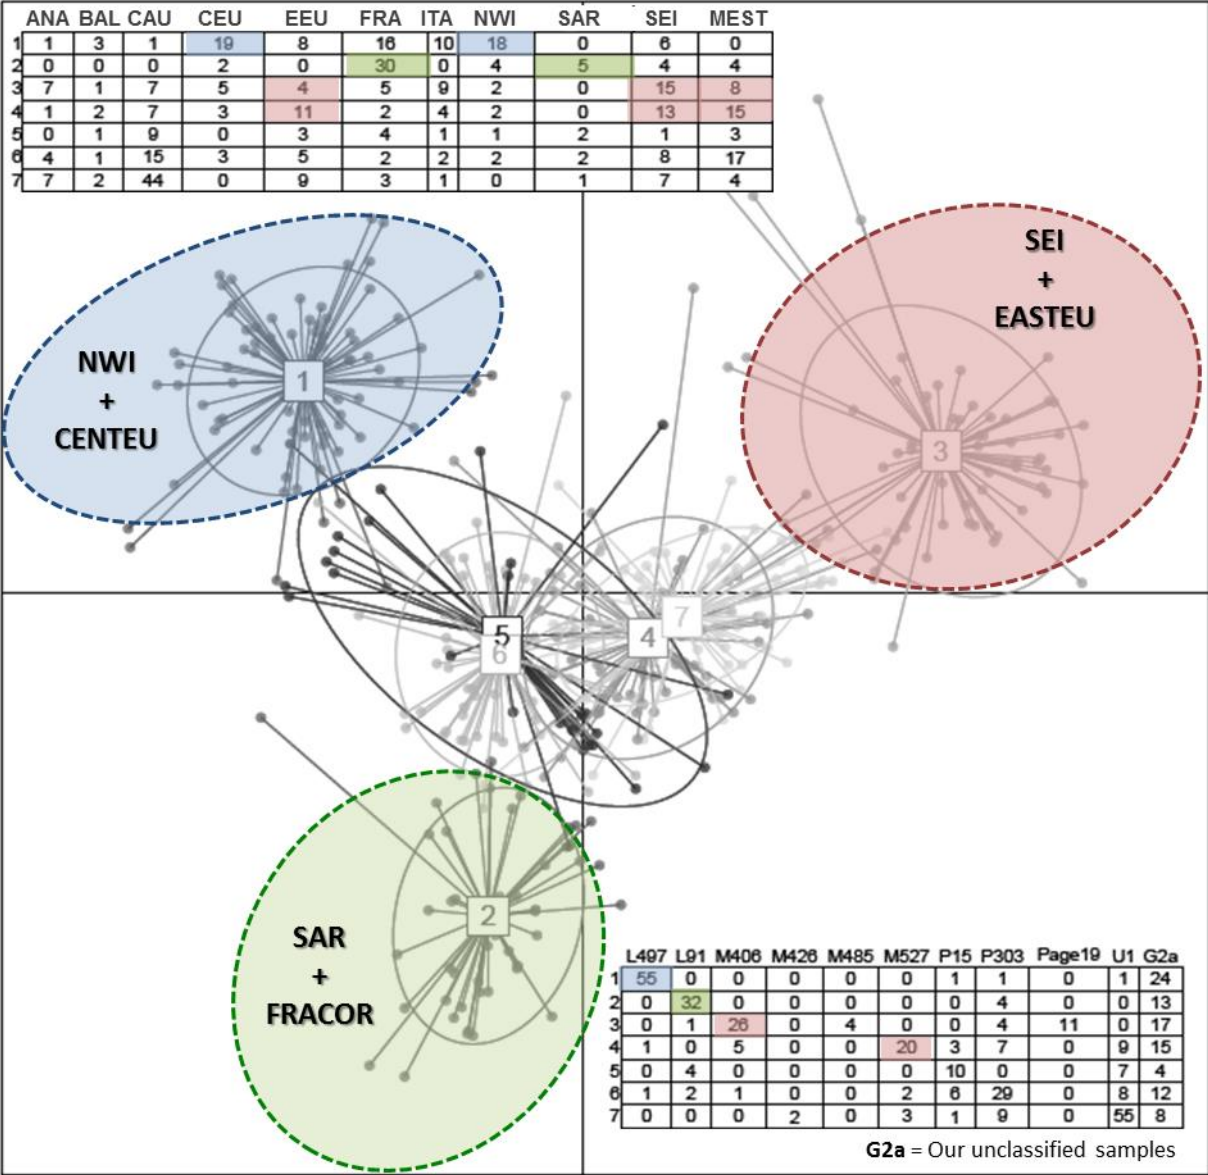 ANA BAL CAU CEU EEU FRA ITA NWI SAR SEI MEST
1 1 3 1 19 8 16 10 18 0 6 0
2 0 0 0 2 0 30 0 4 5 4 4
3 7 1 7 5 4 5 9 2 0 15 8
4 1 2 7 3 11 2 4 2 0 13 15
5 0 1 9 0 3 4 1 1 2 1 3
6 4 1 15 3 5 2 2 2 2 8 17
7 7 2 44 0 9 3 1 0 1 7 4
SEI
+
EASTEU
NWI
+
CENTEU
1
3
5
6
4
7
2
SAR
+
FRACOR
L497 L91 M406 M426 M485 M527 P15 P303 Page19 U1 G2a
1 55 0 0 0 0 0 1 1 0 1 24
2 0 32 0 0 0 0 0 4 0 0 13
3 0 1 26 0 4 0 0 4 11 0 17
4 1 0 5 0 0 20 3 7 0 9 15
5 0 4 0 0 0 0 10 0 0 7 4
6 1 2 1 0 0 2 6 29 0 8 12
7 0 0 0 2 0 3 1 9 0 55 8
G2a = Our unclassified samples